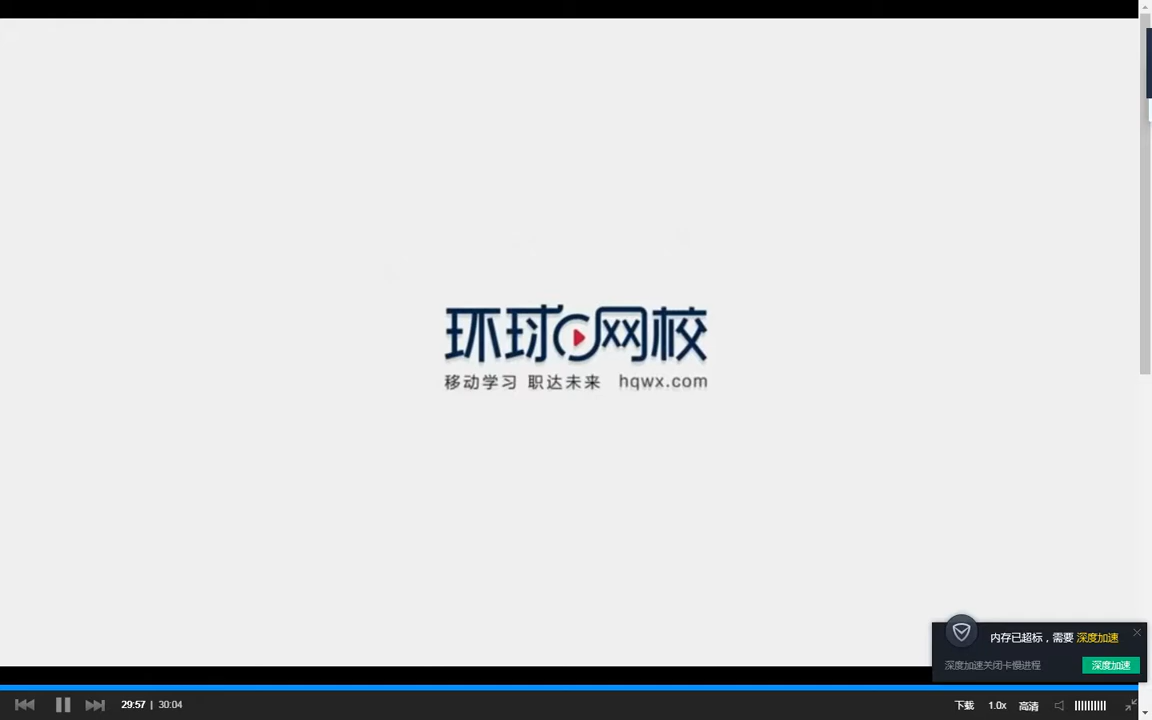 环球网校
移动学习 职达未来 hqwx.com
内存已超标，需要 深度加速
深度加速关闭卡慢进程 深度加速
29:57 | 30:04 下载 1.0x 高清